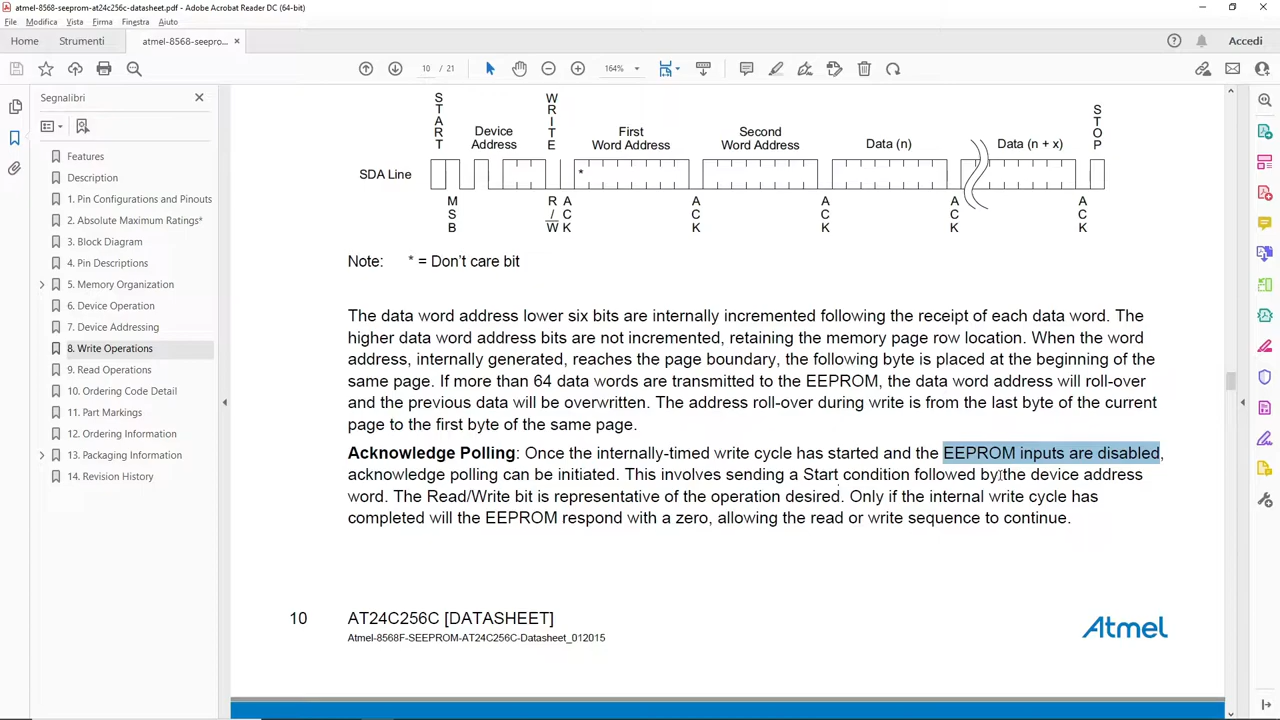 atmel-8568-seeprom-at24c256c-datasheet.pdf - Adobe Acrobat Reader DC (64-bit)
File Modifica Vista Firma Finestra Aiuto
Home Strumenti atmel-8568-seepro... × Accedi
10 / 21 164%
Segnalibri
Features
Description
1. Pin Configurations and Pinouts
2. Absolute Maximum Ratings*
3. Block Diagram
4. Pin Descriptions
5. Memory Organization
6. Device Operation
7. Device Addressing
8. Write Operations
9. Read Operations
10. Ordering Code Detail
11. Part Markings
12. Ordering Information
13. Packaging Information
14. Revision History
START
Device Address
WRITE
First Word Address
Second Word Address
Data (n)
Data (n + x)
STOP
SDA Line
*
MSB
R/W
ACK
ACK
ACK
ACK
ACK
Note: * = Don't care bit
The data word address lower six bits are internally incremented following the receipt of each data word. The
higher data word address bits are not incremented, retaining the memory page row location. When the word
address, internally generated, reaches the page boundary, the following byte is placed at the beginning of the
same page. If more than 64 data words are transmitted to the EEPROM, the data word address will roll-over
and the previous data will be overwritten. The address roll-over during write is from the last byte of the current
page to the first byte of the same page.
Acknowledge Polling: Once the internally-timed write cycle has started and the EEPROM inputs are disabled,
acknowledge polling can be initiated. This involves sending a Start condition followed by the device address
word. The Read/Write bit is representative of the operation desired. Only if the internal write cycle has
completed will the EEPROM respond with a zero, allowing the read or write sequence to continue.
10 AT24C256C [DATASHEET]
Atmel-8568F-SEEPROM-AT24C256C-Datasheet_012015
Atmel